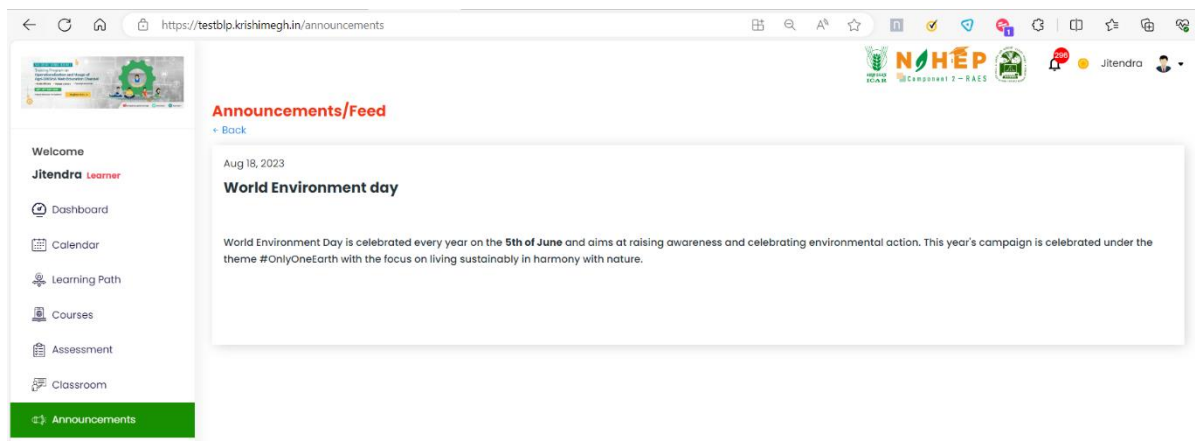 https://testblp.krishimegh.in/announcements
ICAR
NAHEP
Component 2 - RAES
296
Jitendra
Announcements/Feed
← Back
Welcome
Jitendra Learner
Dashboard
Calendar
Learning Path
Courses
Assessment
Classroom
Announcements
Aug 18, 2023
World Environment day
World Environment Day is celebrated every year on the 5th of June and aims at raising awareness and celebrating environmental action. This year's campaign is celebrated under the
theme #OnlyOneEarth with the focus on living sustainably in harmony with nature.